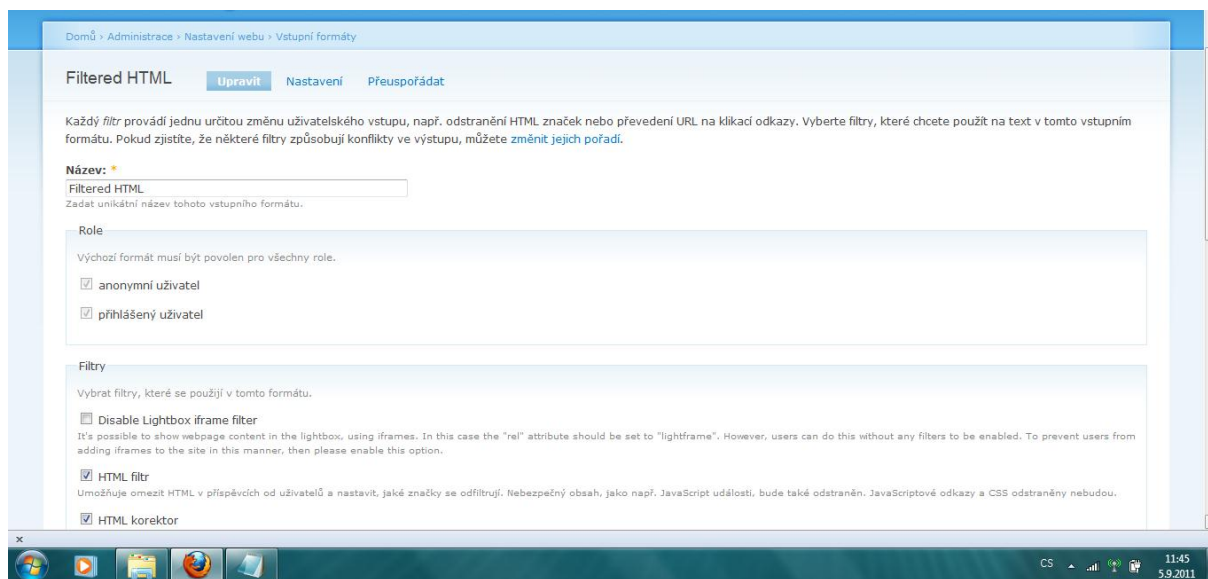 Domů › Administrace › Nastavení webu › Vstupní formáty
Filtered HTML Upravit Nastavení Přeuspořádat
Každý filtr provádí jednu určitou změnu uživatelského vstupu, např. odstranění HTML značek nebo převedení URL na klikací odkazy. Vyberte filtry, které chcete použít na text v tomto vstupním
formátu. Pokud zjistíte, že některé filtry způsobují konflikty ve výstupu, můžete změnit jejich pořadí.
Název: *
Filtered HTML
Zadat unikátní název tohoto vstupního formátu.
Role
Výchozí formát musí být povolen pro všechny role.
anonymní uživatel
přihlášený uživatel
Filtry
Vybrat filtry, které se použijí v tomto formátu.
Disable Lightbox iframe filter
It's possible to show webpage content in the lightbox, using iframes. In this case the "rel" attribute should be set to "lightframe". However, users can do this without any filters to be enabled. To prevent users from
adding iframes to the site in this manner, then please enable this option.
HTML filtr
Umožňuje omezit HTML v příspěvcích od uživatelů a nastavit, jaké značky se odfiltrují. Nebezpečný obsah, jako např. JavaScript události, bude také odstraněn. JavaScriptové odkazy a CSS odstraněny nebudou.
HTML korektor
CS 11:45
5.9.2011